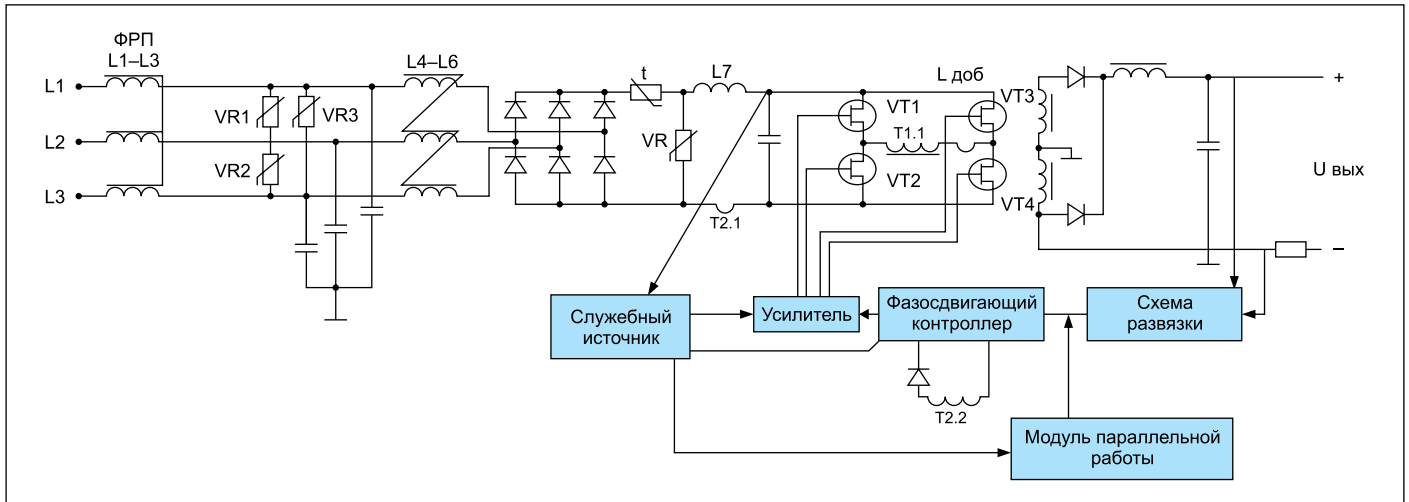 ФРП
L1–L3
L4–L6
t
L7
L доб
L1
VR1
VR3
VT1
VT3
+
T1.1
L2
VR
VR2
VT2
U вых
L3
VT4
T2.1
–
Служебный
источник
Усилитель
Фазосдвигающий
контроллер
Схема
развязки
T2.2
Модуль параллельной
работы